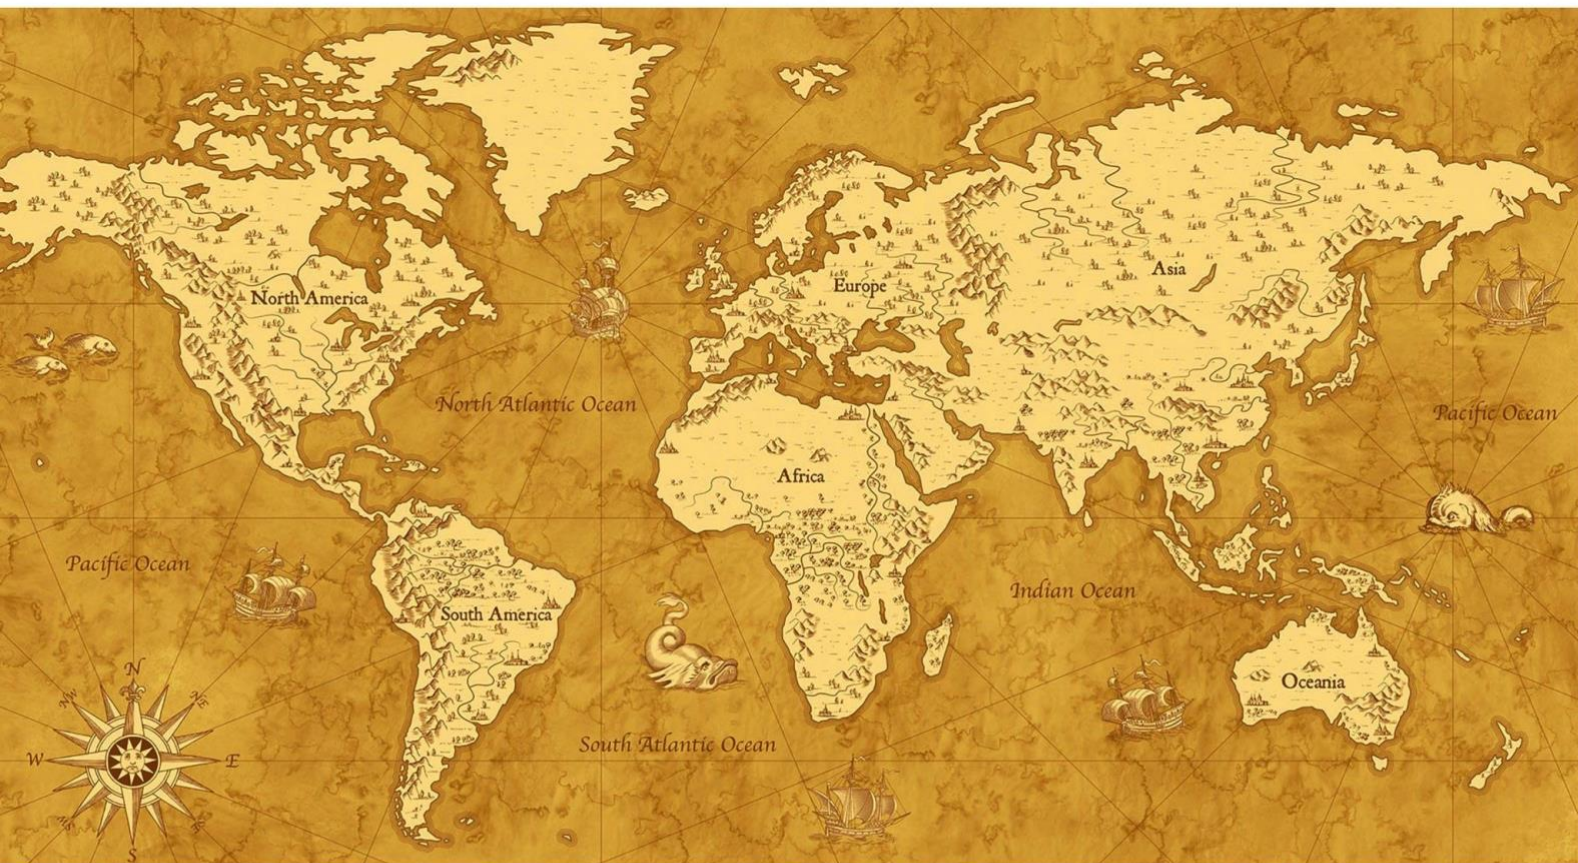 North America
Europe
Asia
North Atlantic Ocean
Pacific Ocean
Africa
Pacific Ocean
Indian Ocean
South America
Oceania
South Atlantic Ocean
N
NW
NE
W
E
S